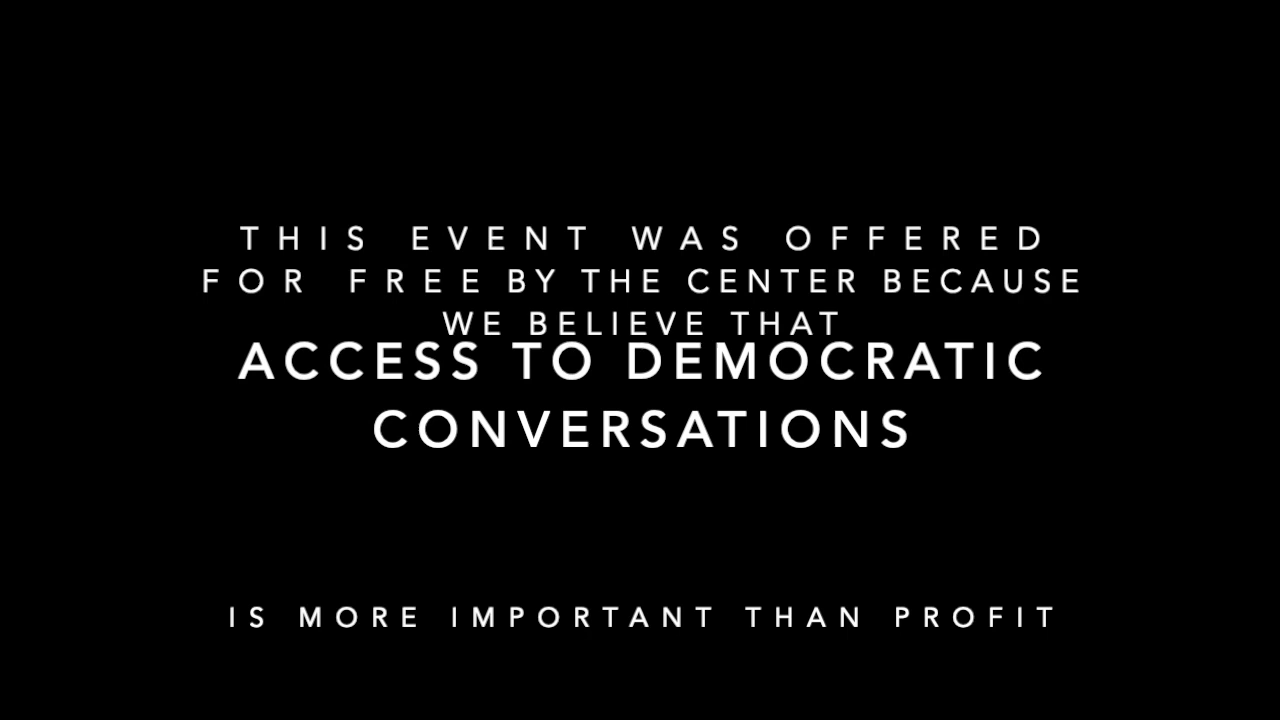 THIS EVENT WAS OFFERED
FOR FREE BY THE CENTER BECAUSE
WE BELIEVE THAT
ACCESS TO DEMOCRATIC
CONVERSATIONS
IS MORE IMPORTANT THAN PROFIT